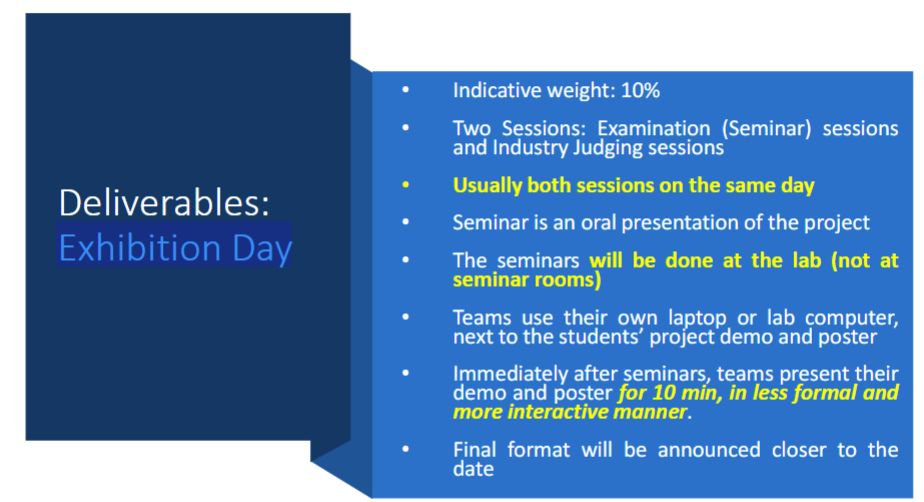 Deliverables:
Exhibition Day
• Indicative weight: 10%
• Two Sessions: Examination (Seminar) sessions
and Industry Judging sessions
• Usually both sessions on the same day
• Seminar is an oral presentation of the project
• The seminars will be done at the lab (not at
seminar rooms)
• Teams use their own laptop or lab computer,
next to the students’ project demo and poster
• Immediately after seminars, teams present their
demo and poster for 10 min, in less formal and
more interactive manner.
• Final format will be announced closer to the
date